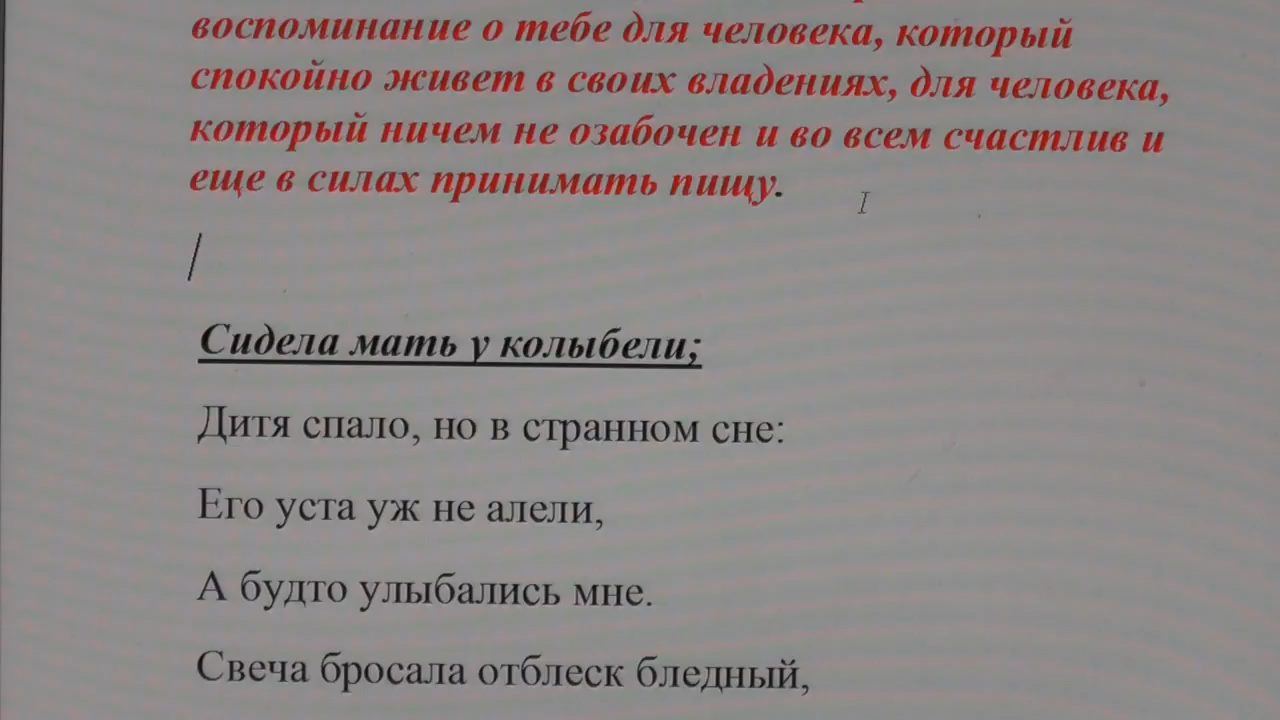 воспоминание о тебе для человека, который
спокойно живет в своих владениях, для человека,
который ничем не озабочен и во всем счастлив и
еще в силах принимать пищу.
Сидела мать у колыбели;
Дитя спало, но в странном сне:
Его уста уж не алели,
А будто улыбались мне.
Свеча бросала отблеск бледный,